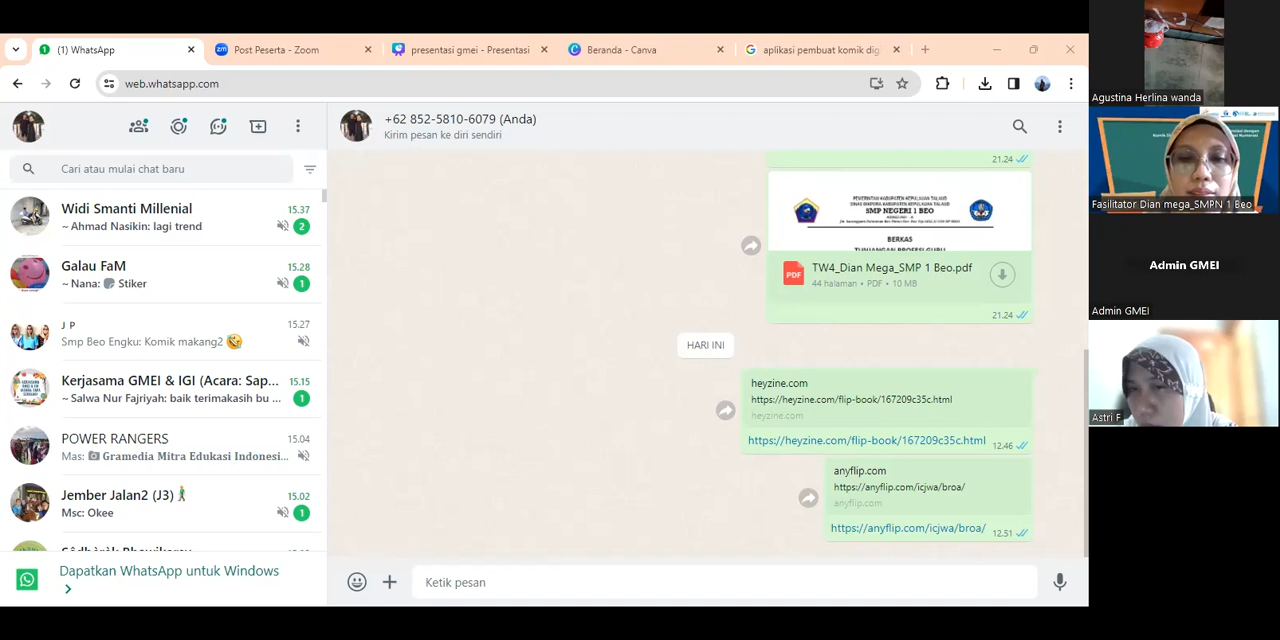 (1) WhatsApp
Post Peserta - Zoom
presentasi gmei - Presentasi
Beranda - Canva
aplikasi pembuat komik dig
web.whatsapp.com
+62 852-5810-6079 (Anda)
Kirim pesan ke diri sendiri
Cari atau mulai chat baru
Widi Smanti Millenial
15.37
~ Ahmad Nasikin: lagi trend
2
Galau FaM
15.28
~ Nana: Stiker
1
J P
15.27
Smp Beo Engku: Komik makang2
Kerjasama GMEI & IGI (Acara: Sap...
15.15
~ Salwa Nur Fajriyah: baik terimakasih bu ...
1
POWER RANGERS
15.04
Mas: Gramedia Mitra Edukasi Indonesi...
Jember Jalan2 (J3)
15.02
Msc: Okee
1
Dapatkan WhatsApp untuk Windows
21.24
SMP NEGERI 1 BEO
BERKAS
TUNJANGAN PROFESI GURU
PDF
TW4_Dian Mega_SMP 1 Beo.pdf
44 halaman • PDF • 10 MB
21.24
HARI INI
heyzine.com
https://heyzine.com/flip-book/167209c35c.html
heyzine.com
https://heyzine.com/flip-book/167209c35c.html
12.46
anyflip.com
https://anyflip.com/icjwa/broa/
anyflip.com
https://anyflip.com/icjwa/broa/
12.51
Ketik pesan
Agustina Herlina wanda
Fasilitator Dian mega_SMPN 1 Beo
Admin GMEI
Admin GMEI
Astri F